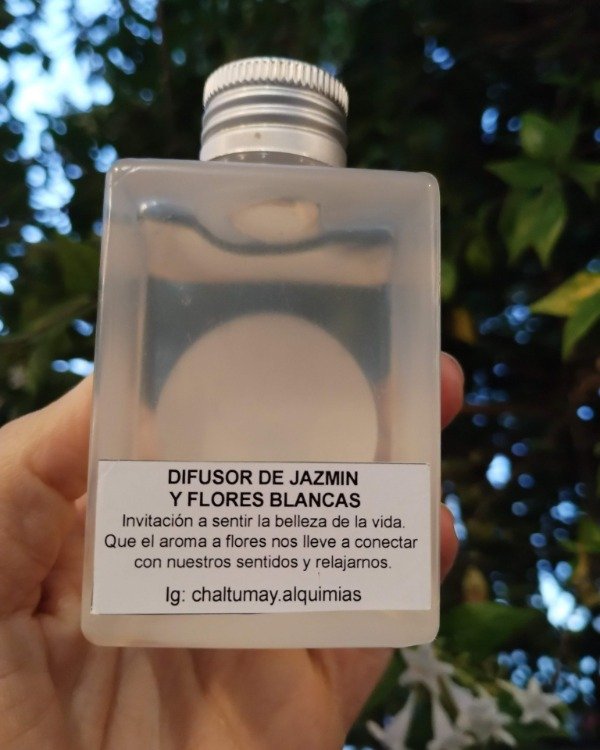 DIFUSOR DE JAZMIN
Y FLORES BLANCAS
Invitación a sentir la belleza de la vida.
Que el aroma a flores nos lleve a conectar
con nuestros sentidos y relajarnos.
Ig: chaltumay.alquimias